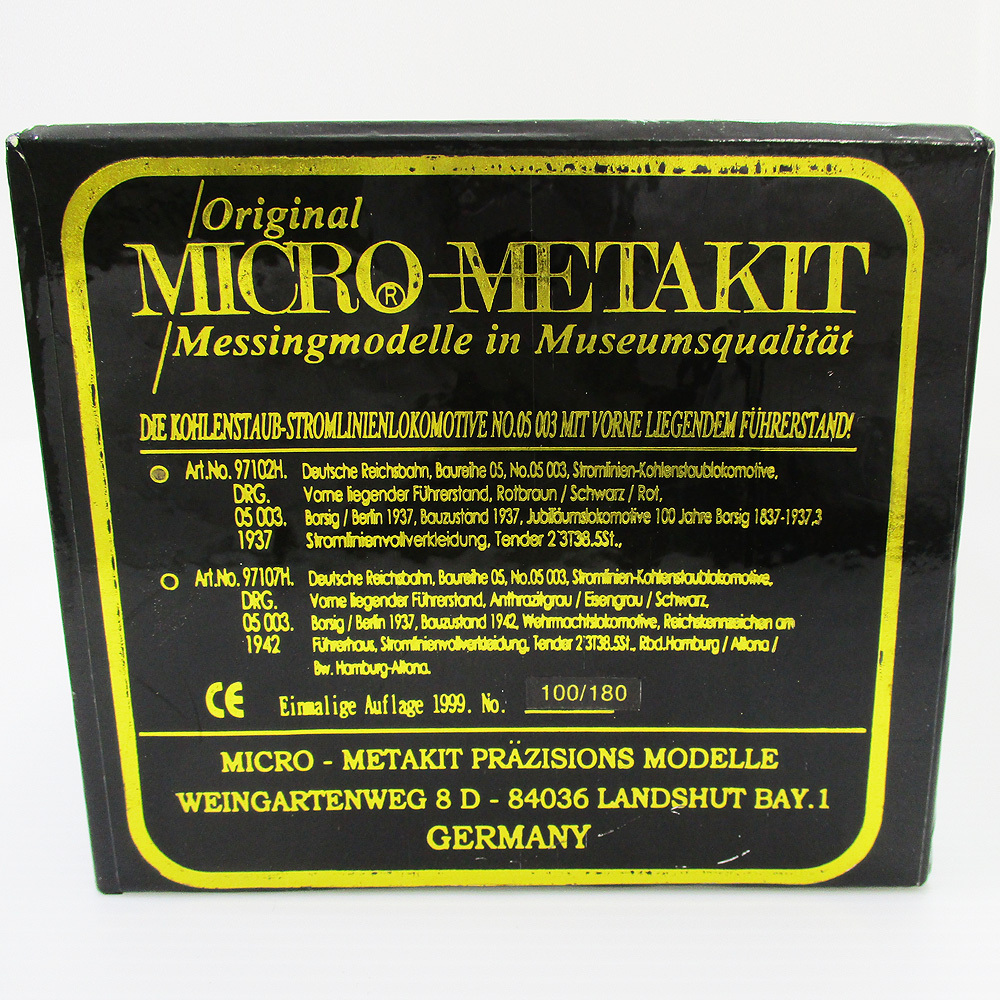 Original
MICRO®-METAKIT
Messingmodelle in Museumsqualität
DIE KOHLENSTAUB-STROMLINIENLOKOMOTIVE NO.05 003 MIT VORNE LIEGENDEM FÜHRERSTAND!
Art.No. 97102H. Deutsche Reichsbahn, Baureihe 05, No.05 003, Stromlinien-Kohlenstaublokomotive,
DRG. Vorne liegender Führerstand, Rotbraun / Schwarz / Rot,
05 003. Borsig / Berlin 1937, Bauzustand 1937, Jubiläumslokomotive 100 Jahre Borsig 1837-1937,3
1937 Stromlinienvollverkleidung, Tender 2'3T38.5St.,
Art.No. 97107H. Deutsche Reichsbahn, Baureihe 05, No.05 003, Stromlinien-Kohlenstaublokomotive,
DRG. Vorne liegender Führerstand, Anthrazitgrau / Eisengrau / Schwarz,
05 003. Borsig / Berlin 1937, Bauzustand 1942, Wehrmachtslokomotive, Reichskennzeichen am
1942 Führerhaus, Stromlinienvollverkleidung, Tender 2'3T38.5St., Rbd.Hamburg / Altona /
Bw. Hamburg-Altona.
CE Einmalige Auflage 1999. No. 100/180
MICRO - METAKIT PRÄZISIONS MODELLE
WEINGARTENWEG 8 D - 84036 LANDSHUT BAY.1
GERMANY